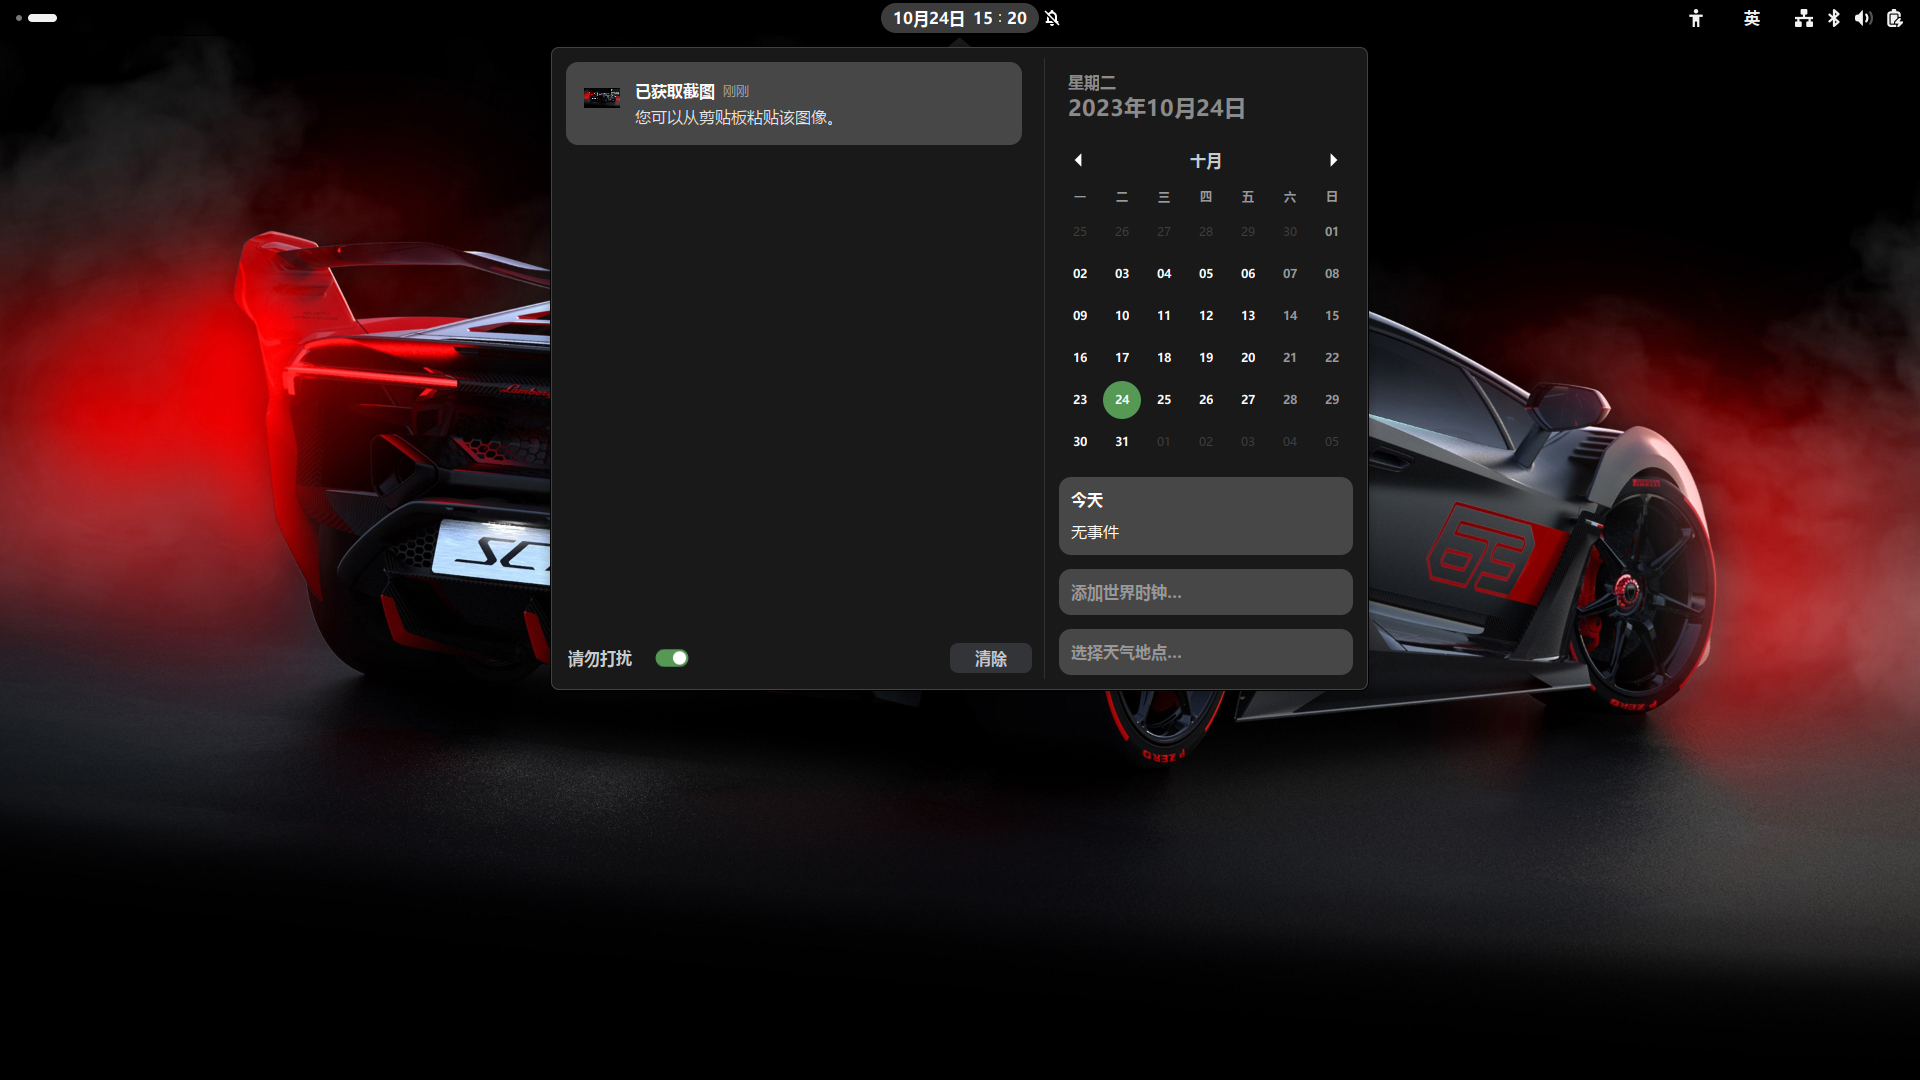 10月24日 15：20
英
已获取截图 刚刚
您可以从剪贴板粘贴该图像。
请勿打扰
清除
星期二
2023年10月24日
十月
一 二 三 四 五 六 日
25 26 27 28 29 30 01
02 03 04 05 06 07 08
09 10 11 12 13 14 15
16 17 18 19 20 21 22
23 24 25 26 27 28 29
30 31 01 02 03 04 05
今天
无事件
添加世界时钟…
选择天气地点…
63
P ZERO
P ZERO